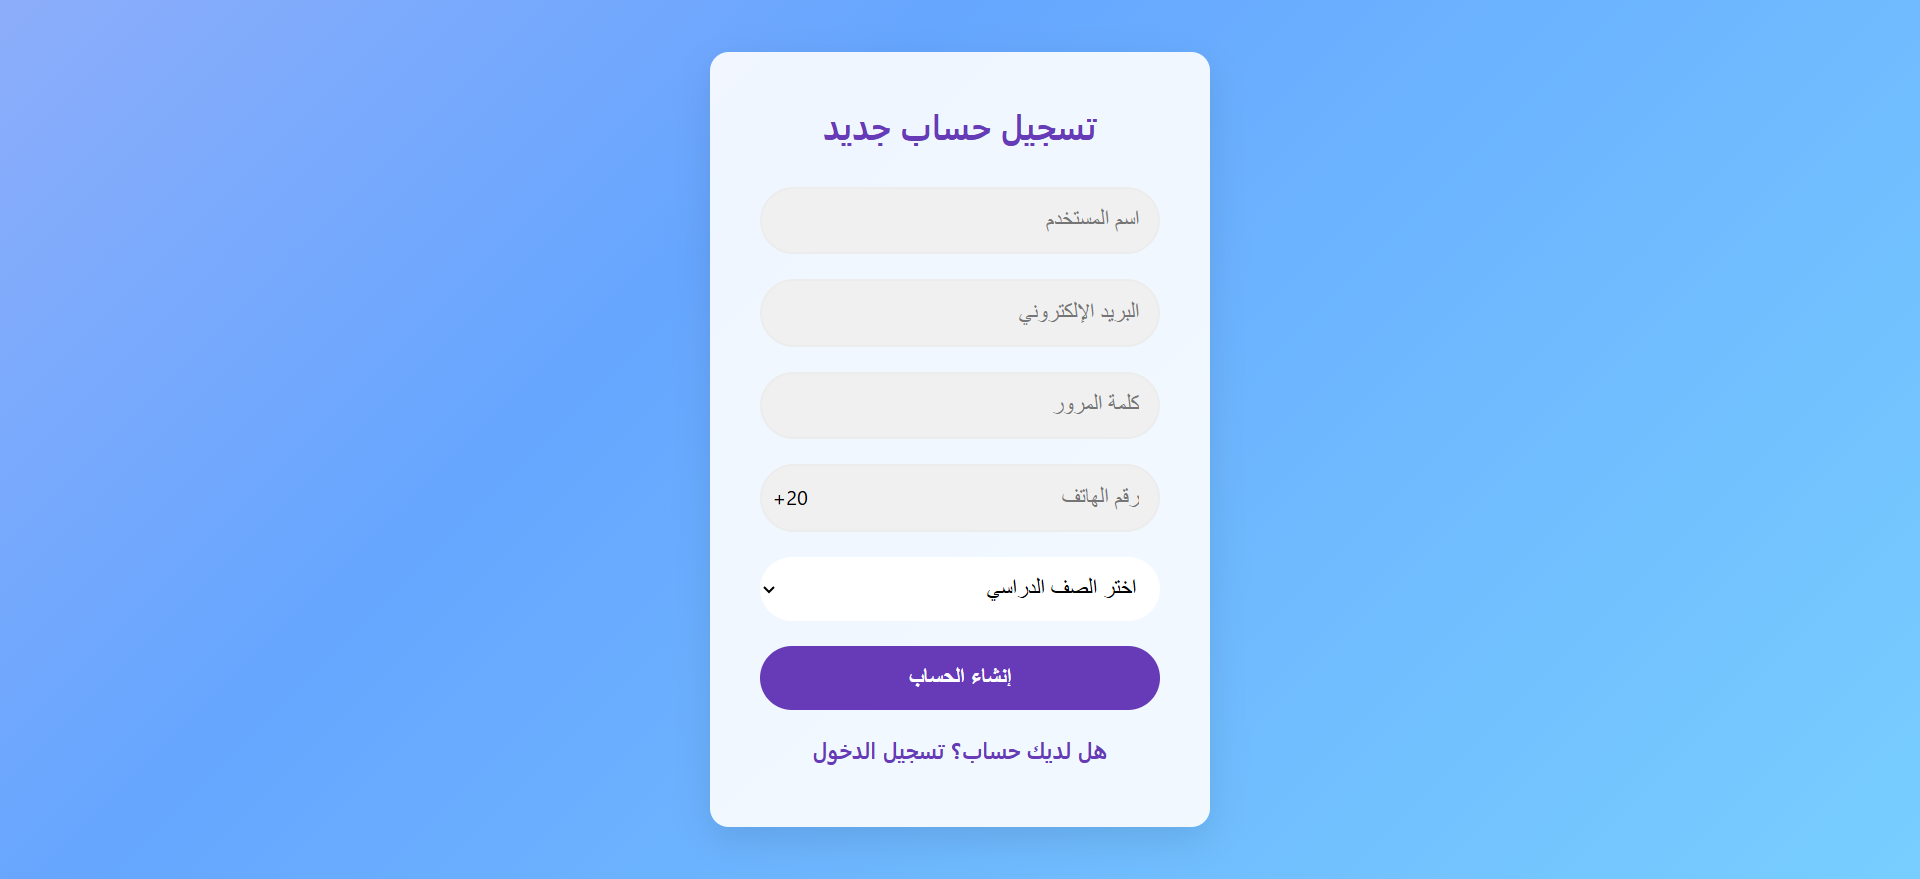 تسجيل حساب جديد
اسم المستخدم
البريد الإلكتروني
كلمة المرور
رقم الهاتف
+20
اختر الصف الدراسي
إنشاء الحساب
هل لديك حساب؟ تسجيل الدخول